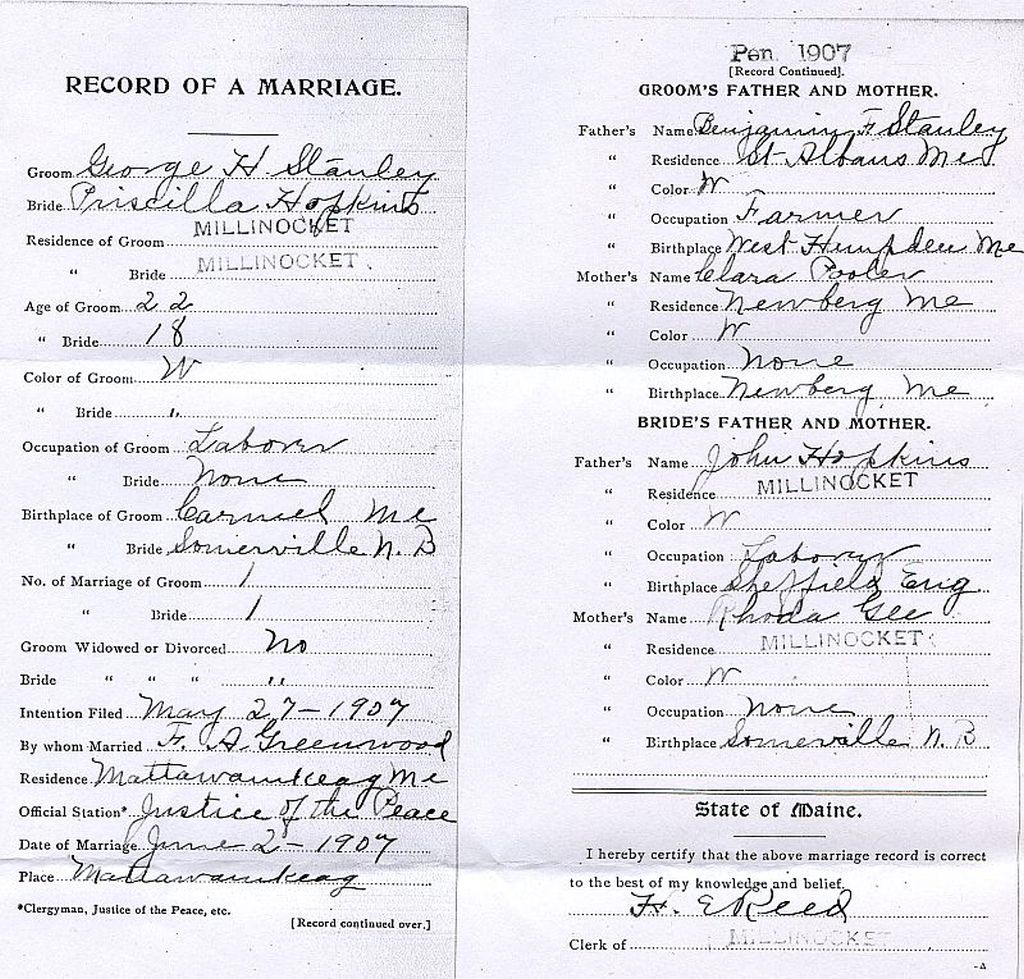 RECORD OF A MARRIAGE.
Groom George H Stanley
Bride Priscilla Hopkins
Residence of Groom MILLINOCKET
" Bride MILLINOCKET
Age of Groom 22
" Bride 18
Color of Groom W
" Bride "
Occupation of Groom Laborer
" Bride None
Birthplace of Groom Carmel Me
" Bride Somerville N. B
No. of Marriage of Groom 1
" Bride 1
Groom Widowed or Divorced No
Bride " " " "
Intention Filed May 27-1907
By whom Married F. A. Greenwood
Residence Mattawamkeag Me
Official Station* Justice of the Peace
Date of Marriage June 2-1907
Place Mattawamkeag
*Clergyman, Justice of the Peace, etc.
[Record continued over.]
Pen. 1907
[Record Continued].
GROOM'S FATHER AND MOTHER.
Father's Name Benjamin F Stanley
" Residence St. Albans Me
" Color W
" Occupation Farmer
" Birthplace West Hampden Me
Mother's Name Clara Pooler
" Residence Newberg Me
" Color W
" Occupation None
" Birthplace Newberg Me
BRIDE'S FATHER AND MOTHER.
Father's Name John Hopkins
" Residence MILLINOCKET
" Color W
" Occupation Laborer
" Birthplace Sheffield Eng
Mother's Name Rhoda Gee
" Residence MILLINOCKET
" Color W
" Occupation None
" Birthplace Somerville N. B
State of Maine.
I hereby certify that the above marriage record is correct
to the best of my knowledge and belief.
H. E Reed
Clerk of MILLINOCKET
-A